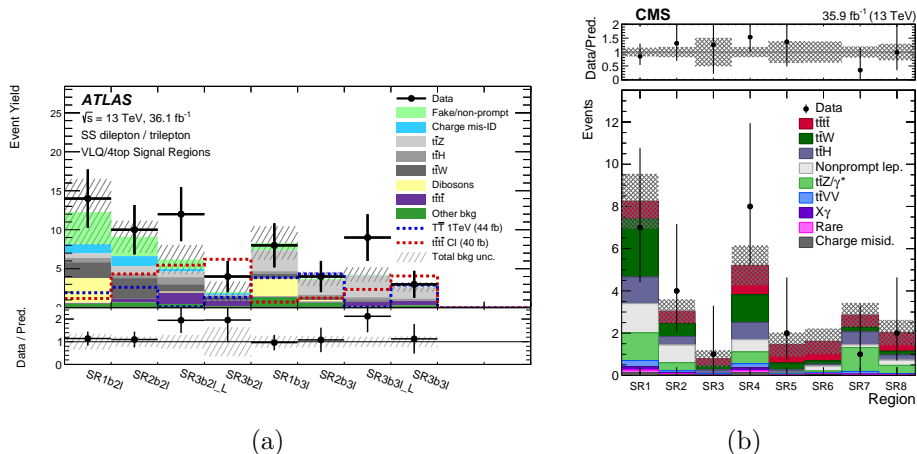 ATLAS
√s = 13 TeV, 36.1 fb⁻¹
SS dilepton / trilepton
VLQ/4top Signal Regions
Data
Fake/non-prompt
Charge mis-ID
tt̄Z
tt̄H
tt̄W
Dibosons
tt̄tt̄
Other bkg
TT̄ 1TeV (44 fb)
tt̄tt̄ CI (40 fb)
Total bkg unc.
Event Yield
25
20
15
10
5
Data / Pred.
2
1
0
SR1b2l
SR2b2l
SR3b2l_L
SR3b2l
SR1b3l
SR2b3l
SR3b3l_L
SR3b3l
(a)
CMS
35.9 fb⁻¹ (13 TeV)
Data/Pred.
2
1.5
1
0.5
0
Events
12
10
8
6
4
2
0
Data
tt̄tt̄
tt̄W
tt̄H
Nonprompt lep.
tt̄Z/γ*
tt̄VV
Xγ
Rare
Charge misid.
SR1
SR2
SR3
SR4
SR5
SR6
SR7
SR8
Region
(b)